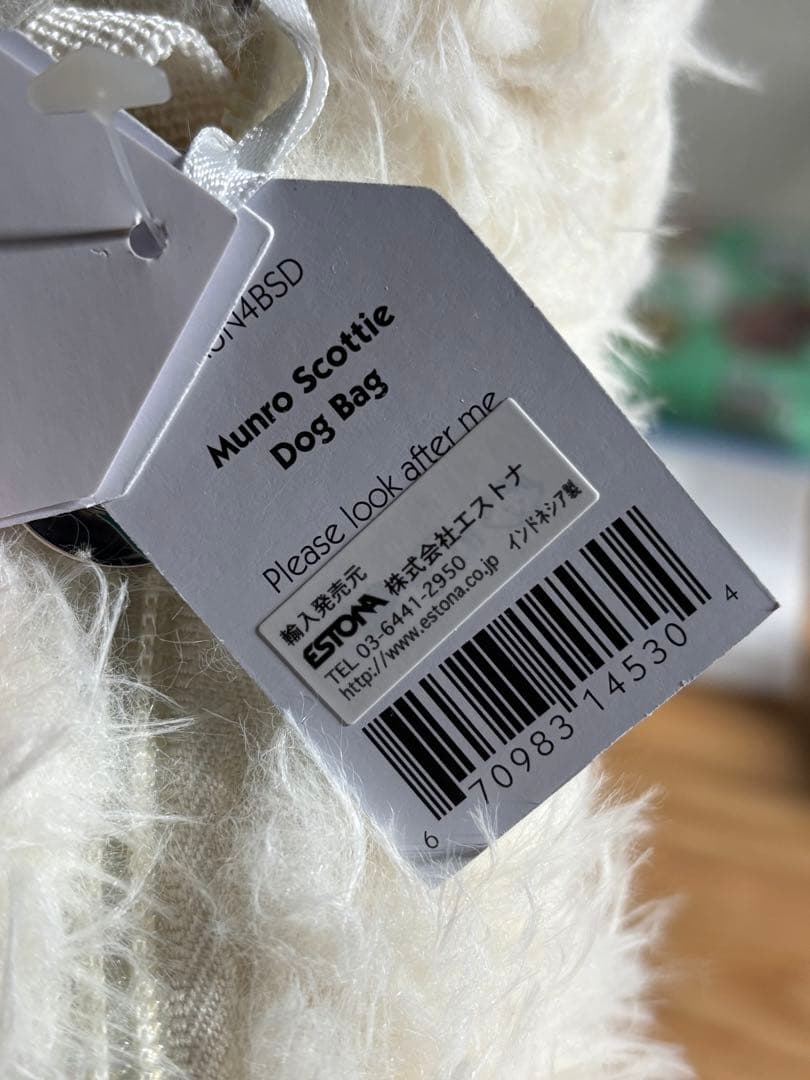 N4BSD
Munro Scottie
Dog Bag
Please look after me
輸入発売元
ESTONA 株式会社エストナ
TEL 03-6441-2950
http://www.estona.co.jp インドネシア製
6 70983 14530 4